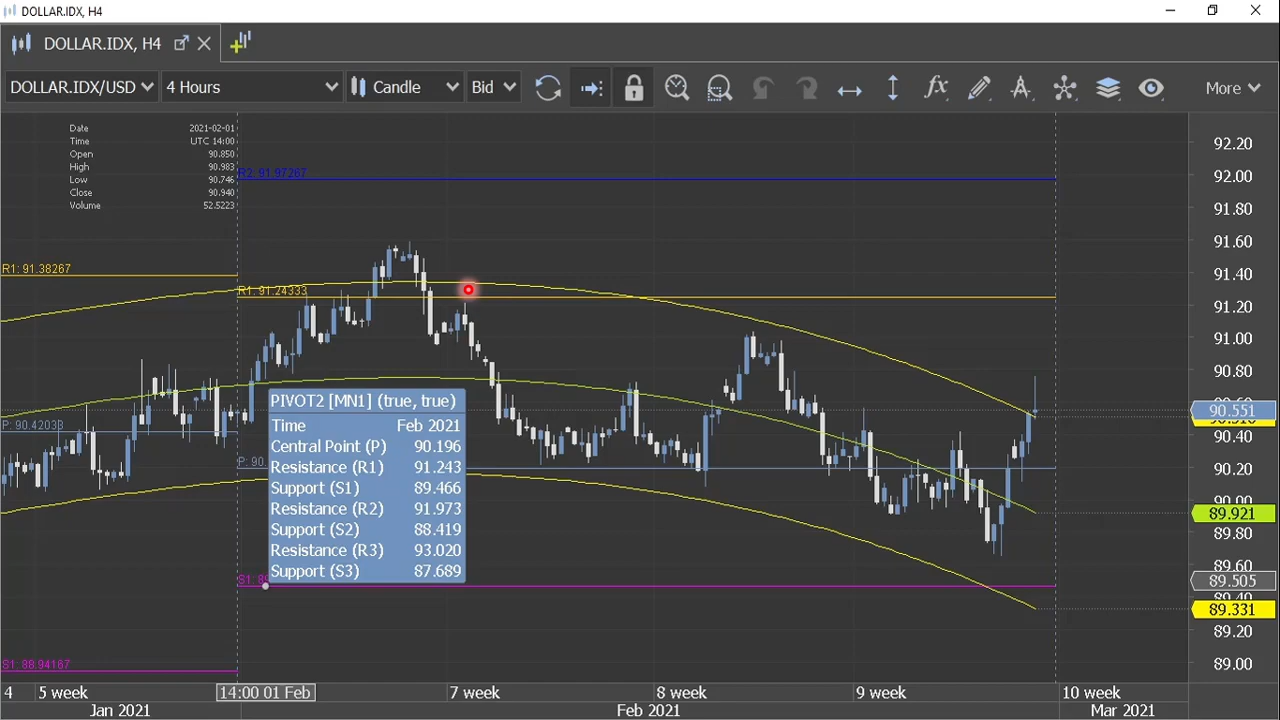 DOLLAR.IDX, H4
DOLLAR.IDX, H4
DOLLAR.IDX/USD 4 Hours Candle Bid More
Date 2021-02-01
Time UTC 14:00
Open 90.850
High 90.983
Low 90.746
Close 90.940
Volume 52.5223
R2: 91.97267
R1: 91.38267
R1: 91.24333
P: 90.42033
P: 90.
S1: 89
S1: 88.94167
PIVOT2 [MN1] (true, true)
Time Feb 2021
Central Point (P) 90.196
Resistance (R1) 91.243
Support (S1) 89.466
Resistance (R2) 91.973
Support (S2) 88.419
Resistance (R3) 93.020
Support (S3) 87.689
92.20
92.00
91.80
91.60
91.40
91.20
91.00
90.80
90.551
90.40
90.20
90.00
89.921
89.80
89.60
89.505
89.40
89.331
89.20
89.00
4 5 week 14:00 01 Feb 7 week 8 week 9 week 10 week
Jan 2021 Feb 2021 Mar 2021